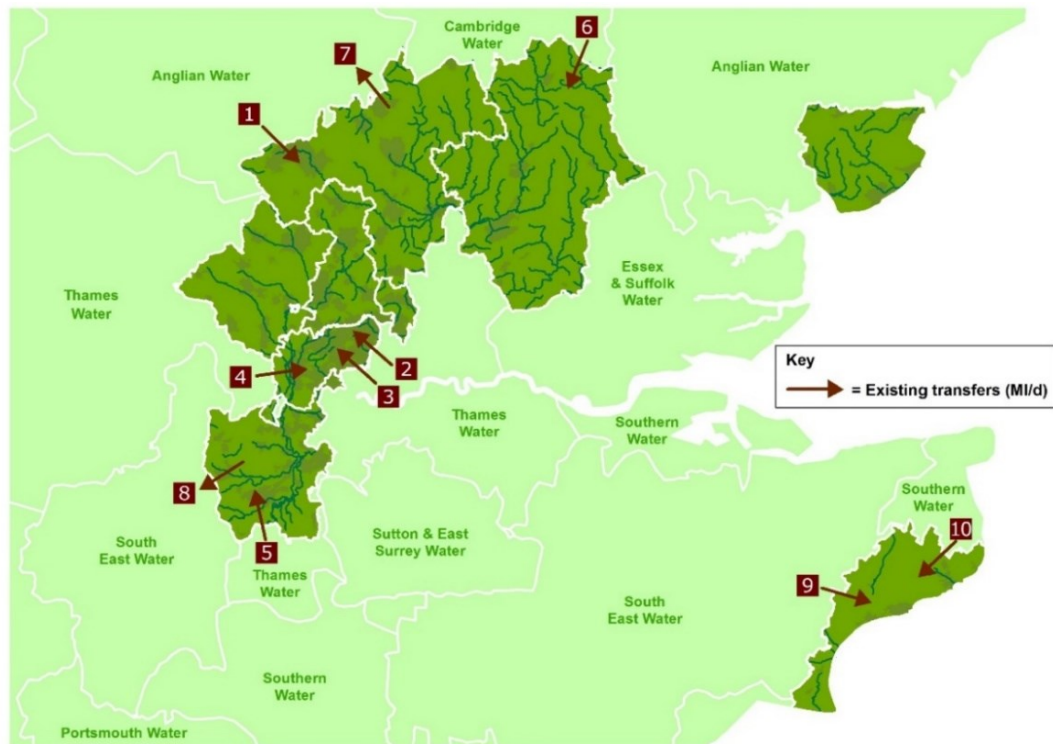 Cambridge
Water
6
7
Anglian Water
Anglian Water
1
Essex
& Suffolk
Water
Thames
Water
2
4
3
Key
= Existing transfers (Ml/d)
Thames
Water
Southern
Water
8
Southern
Water
10
5
South
East Water
Sutton & East
Surrey Water
Thames
Water
9
South
East Water
Southern
Water
Portsmouth Water